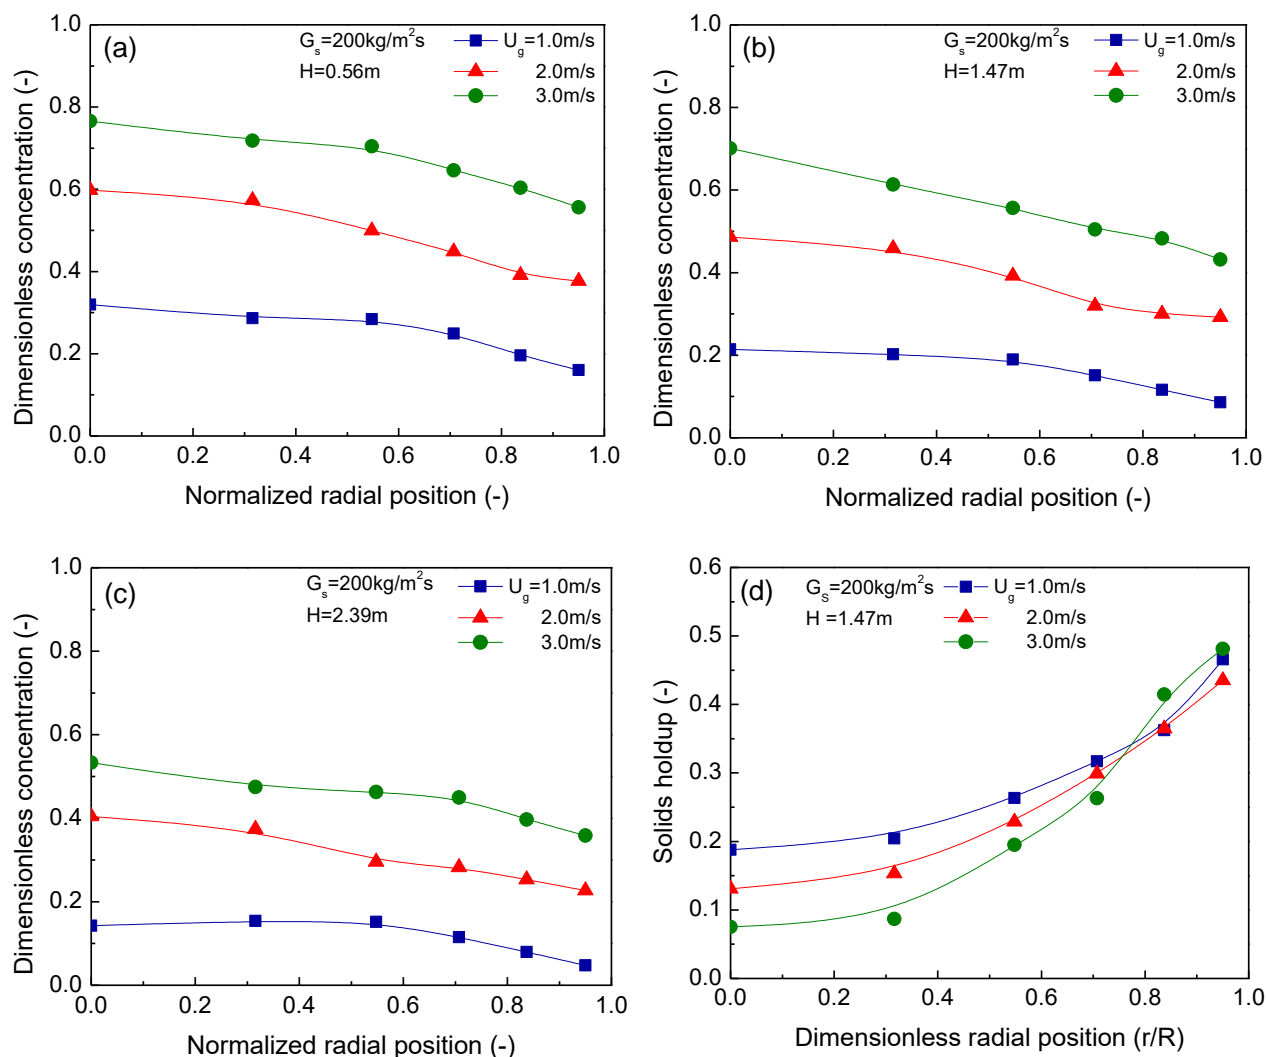 (a)
G_s=200kg/m²s
H=0.56m
U_g=1.0m/s
2.0m/s
3.0m/s
Dimensionless concentration (-)
1.0
0.8
0.6
0.4
0.2
0.0
0.0 0.2 0.4 0.6 0.8 1.0
Normalized radial position (-)
(b)
G_s=200kg/m²s
H=1.47m
U_g=1.0m/s
2.0m/s
3.0m/s
Dimensionless concentration (-)
1.0
0.8
0.6
0.4
0.2
0.0
0.0 0.2 0.4 0.6 0.8 1.0
Normalized radial position (-)
(c)
G_s=200kg/m²s
H=2.39m
U_g=1.0m/s
2.0m/s
3.0m/s
Dimensionless concentration (-)
1.0
0.8
0.6
0.4
0.2
0.0
0.0 0.2 0.4 0.6 0.8 1.0
Normalized radial position (-)
(d)
G_S=200kg/m²s
H =1.47m
U_g=1.0m/s
2.0m/s
3.0m/s
Solids holdup (-)
0.6
0.5
0.4
0.3
0.2
0.1
0.0
0.0 0.2 0.4 0.6 0.8 1.0
Dimensionless radial position (r/R)